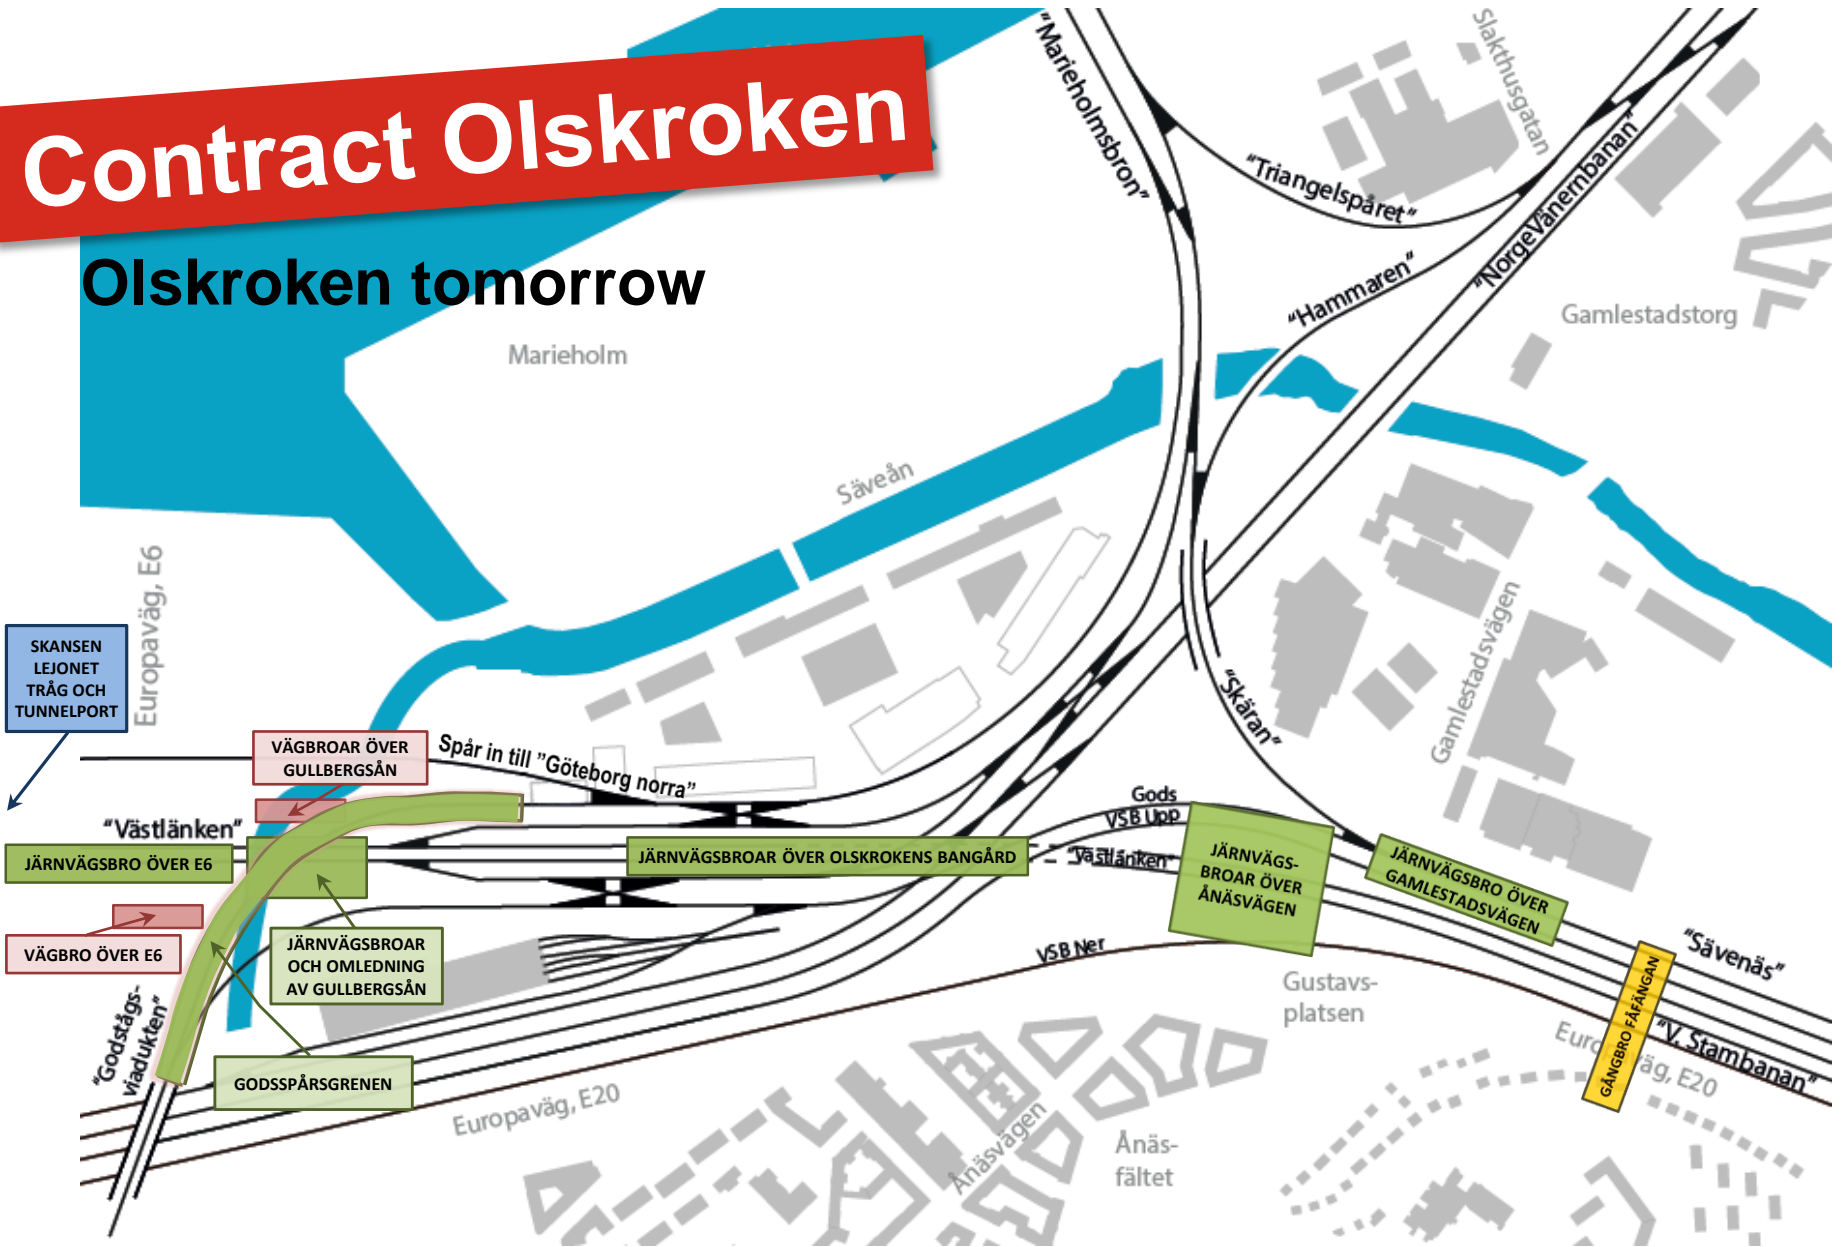 Contract Olskroken
Olskroken tomorrow
Marieholm
"Marieholmsbron"
Slakthusgatan
"Triangelspåret"
"NorgeVänernbanan"
"Hammaren"
Gamlestadstorg
Säveån
Europaväg, E6
SKANSEN
LEJONET
TRÅG OCH
TUNNELPORT
VÄGBROAR ÖVER
GULLBERGSÅN
Spår in till "Göteborg norra"
"Skäran"
Gamlestadsvägen
"Västlänken"
JÄRNVÄGSBRO ÖVER E6
JÄRNVÄGSBROAR ÖVER OLSKROKENS BANGÅRD
Gods
VSB Upp
"Västlänken"
JÄRNVÄGS-
BROAR ÖVER
ÅNÄSVÄGEN
JÄRNVÄGSBRO ÖVER
GAMLESTADSVÄGEN
VÄGBRO ÖVER E6
JÄRNVÄGSBROAR
OCH OMLEDNING
AV GULLBERGSÅN
VSB Ner
Gustavs-
platsen
"Sävenäs"
GÅNGBRO FÅFÄNGAN
"V. Stambanan"
Europaväg, E20
"Godstågs-
viadukten"
GODSSPÅRSGRENEN
Europaväg, E20
Ånäsvägen
Ånäs-
fältet